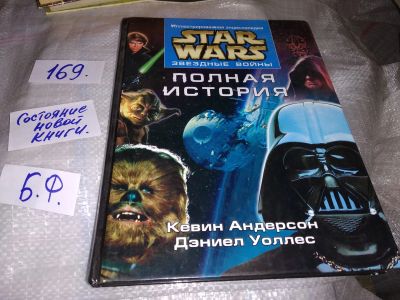 Иллюстрированная энциклопедия
STAR
WARS
ЗВЕЗДНЫЕ ВОЙНЫ
ПОЛНАЯ
ИСТОРИЯ
Кевин Андерсон
Дэниел Уоллес
169.
Состояние
новой
книги.
Б.Ф.